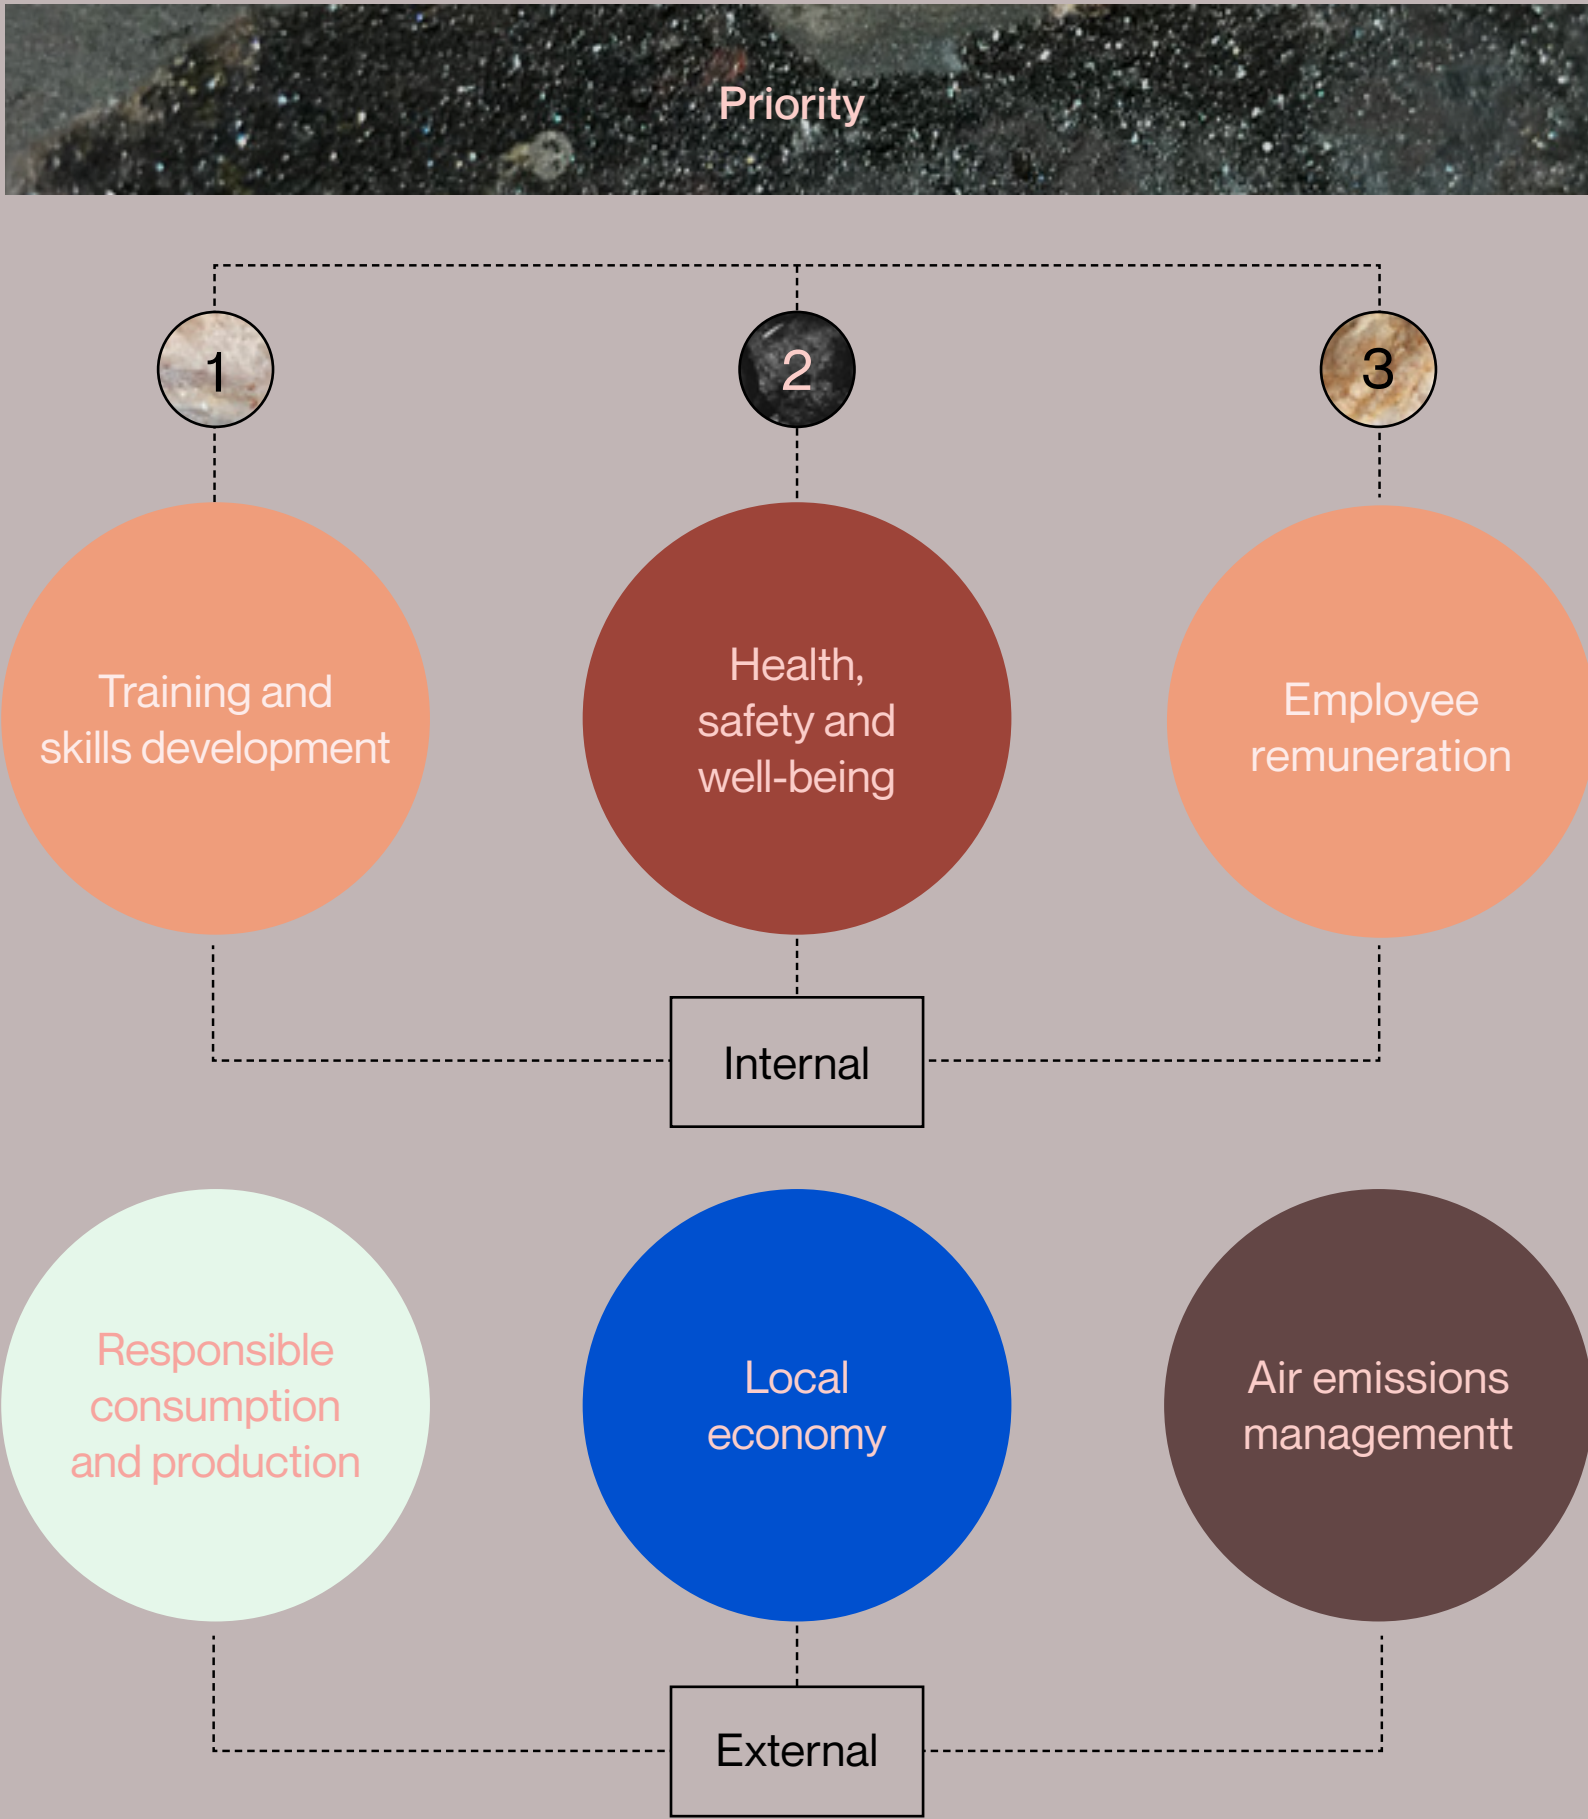 Priority
1
2
3
Training and
skills development
Health,
safety and
well-being
Employee
remuneration
Internal
Responsible
consumption
and production
Local
economy
Air emissions
managementt
External